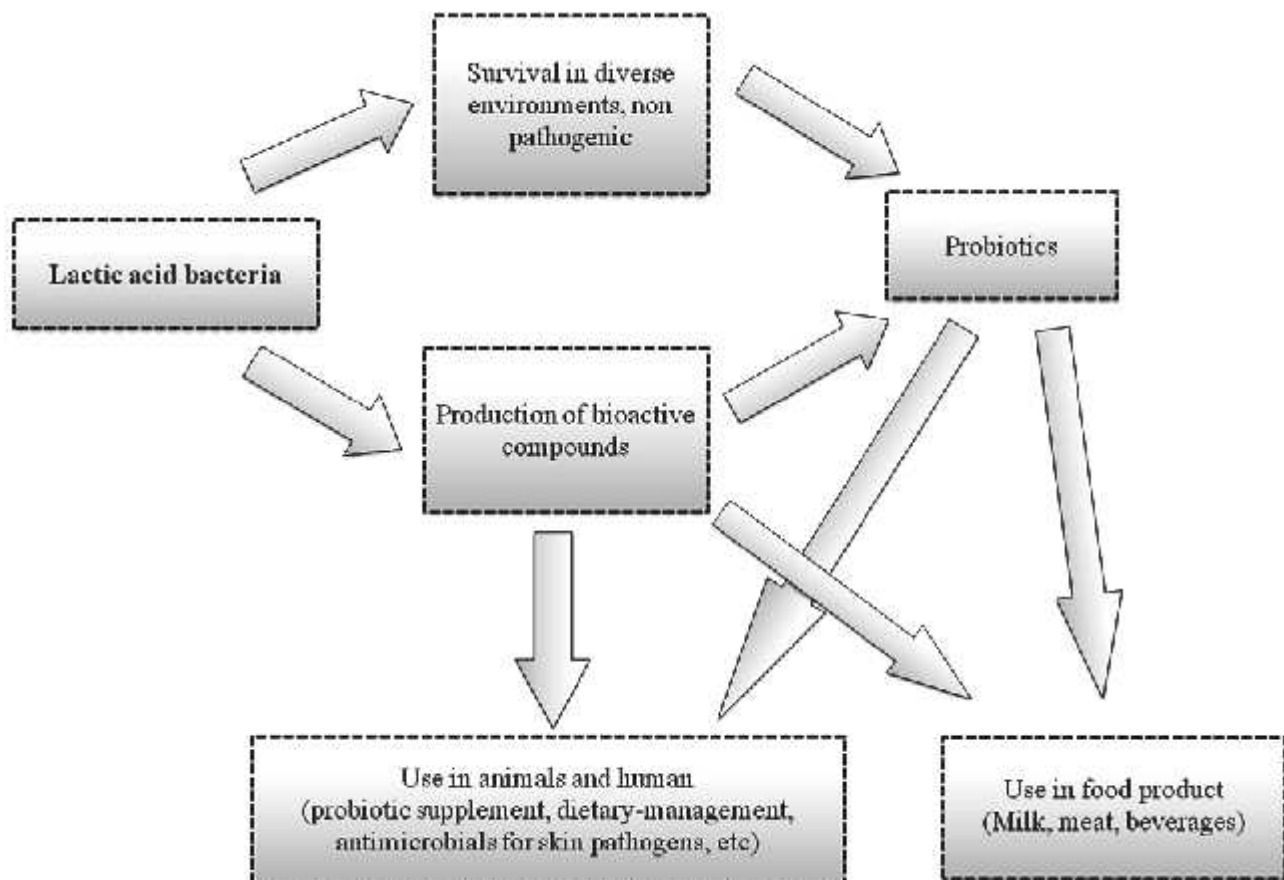 Survival in diverse
environments, non
pathogenic
Lactic acid bacteria
Probiotics
Production of bioactive
compounds
Use in animals and human
(probiotic supplement, dietary-management,
antimicrobials for skin pathogens, etc)
Use in food product
(Milk, meat, beverages)